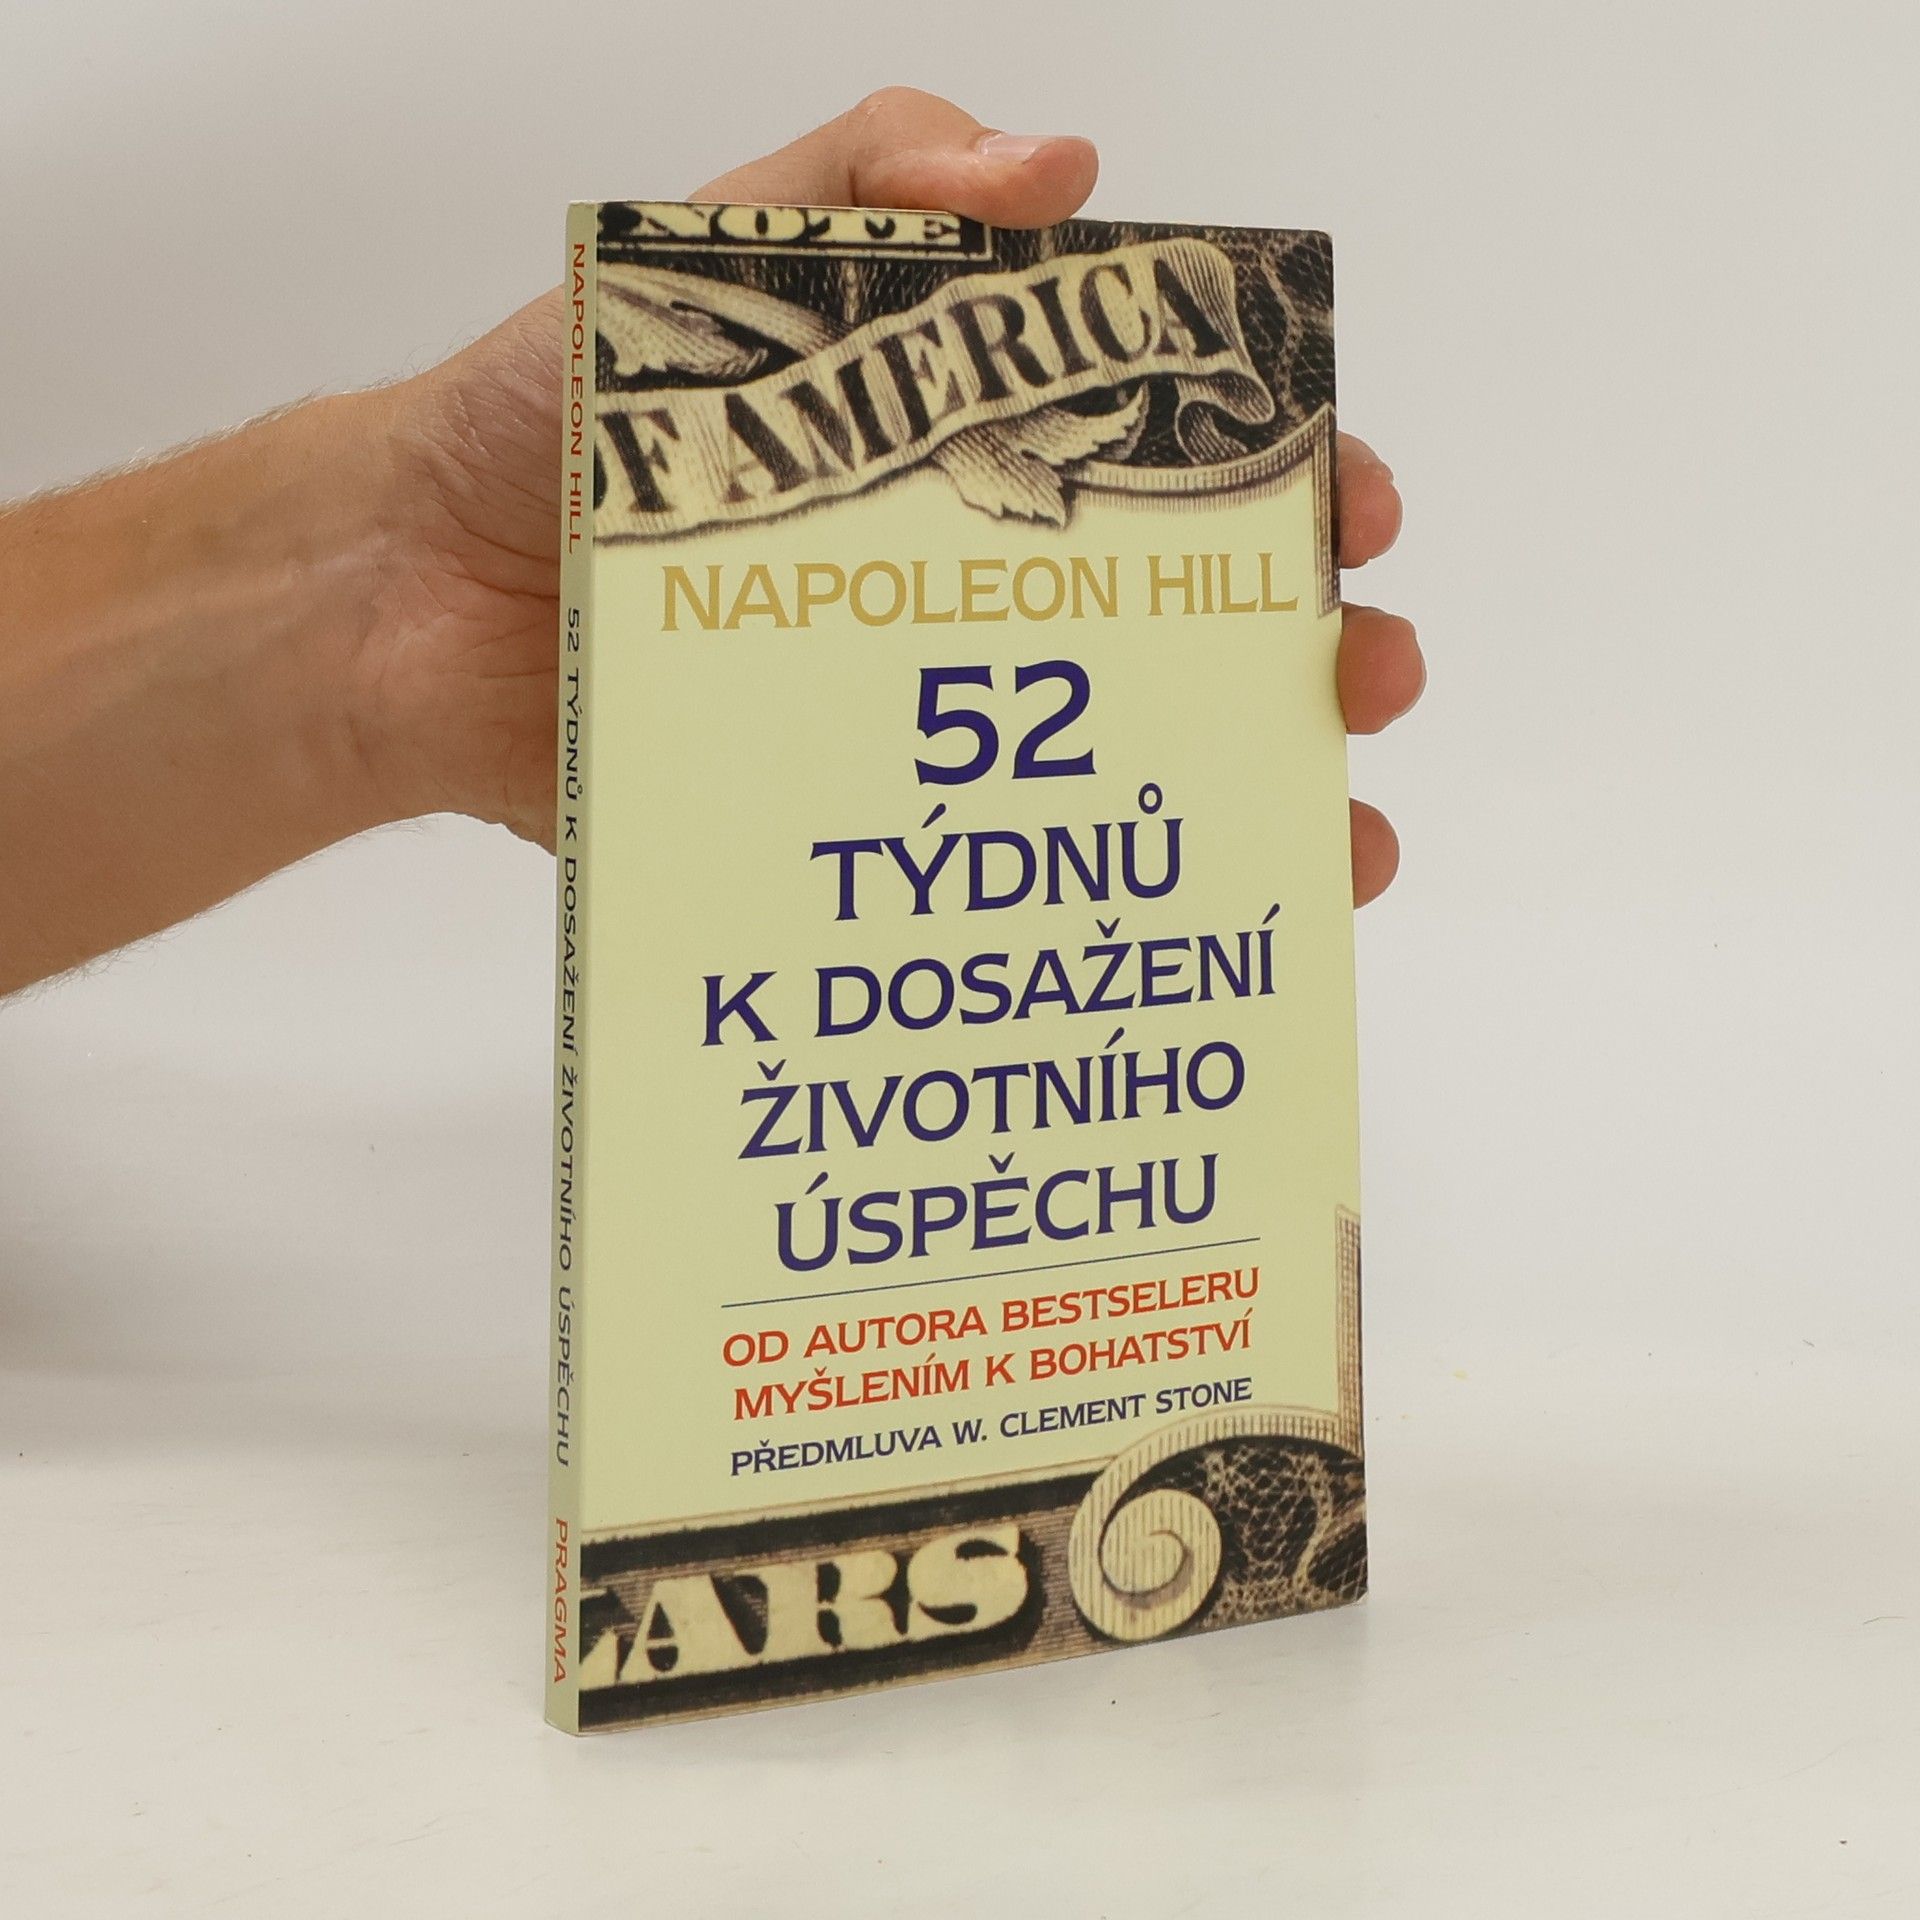 NOTE
OF AMERICA
NAPOLEON HILL
52
TÝDNŮ
K DOSAŽENÍ
ŽIVOTNÍHO
ÚSPĚCHU
OD AUTORA BESTSELERU
MYŠLENÍM K BOHATSTVÍ
PŘEDMLUVA W. CLEMENT STONE
LARS
NAPOLEON HILL 52 TÝDNŮ K DOSAŽENÍ ŽIVOTNÍHO ÚSPĚCHU PRAGMA